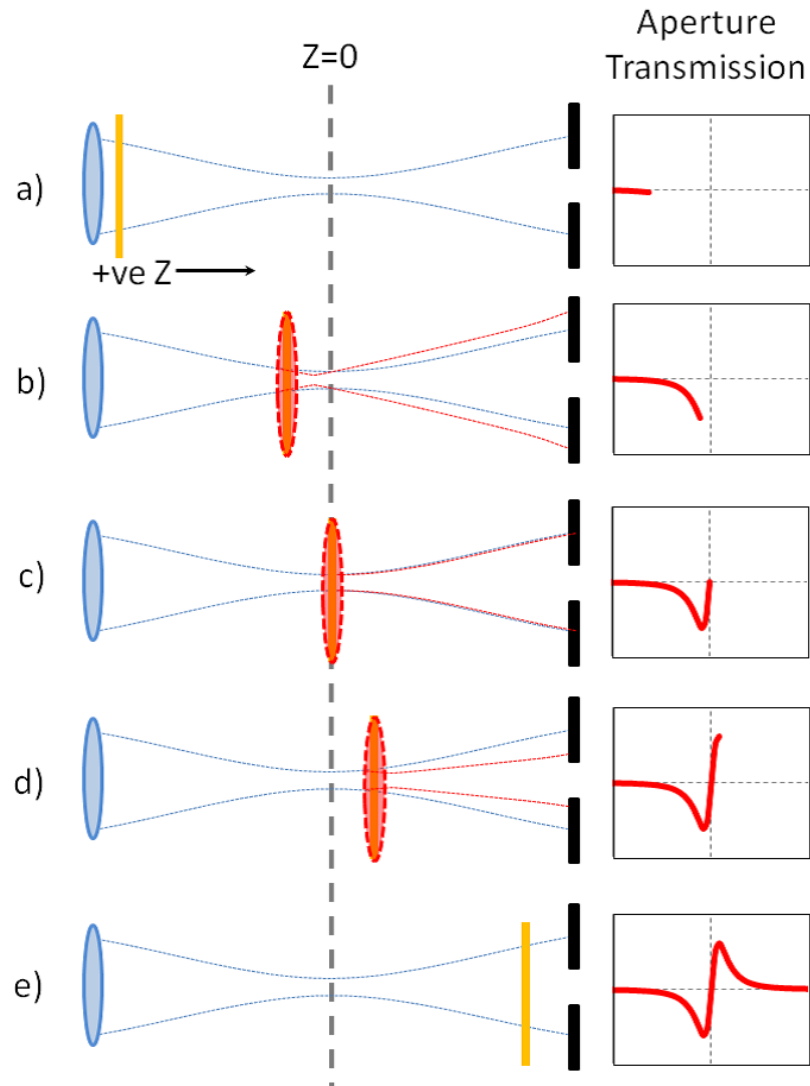 Aperture
Transmission
Z=0
a)
+ve Z
b)
c)
d)
e)